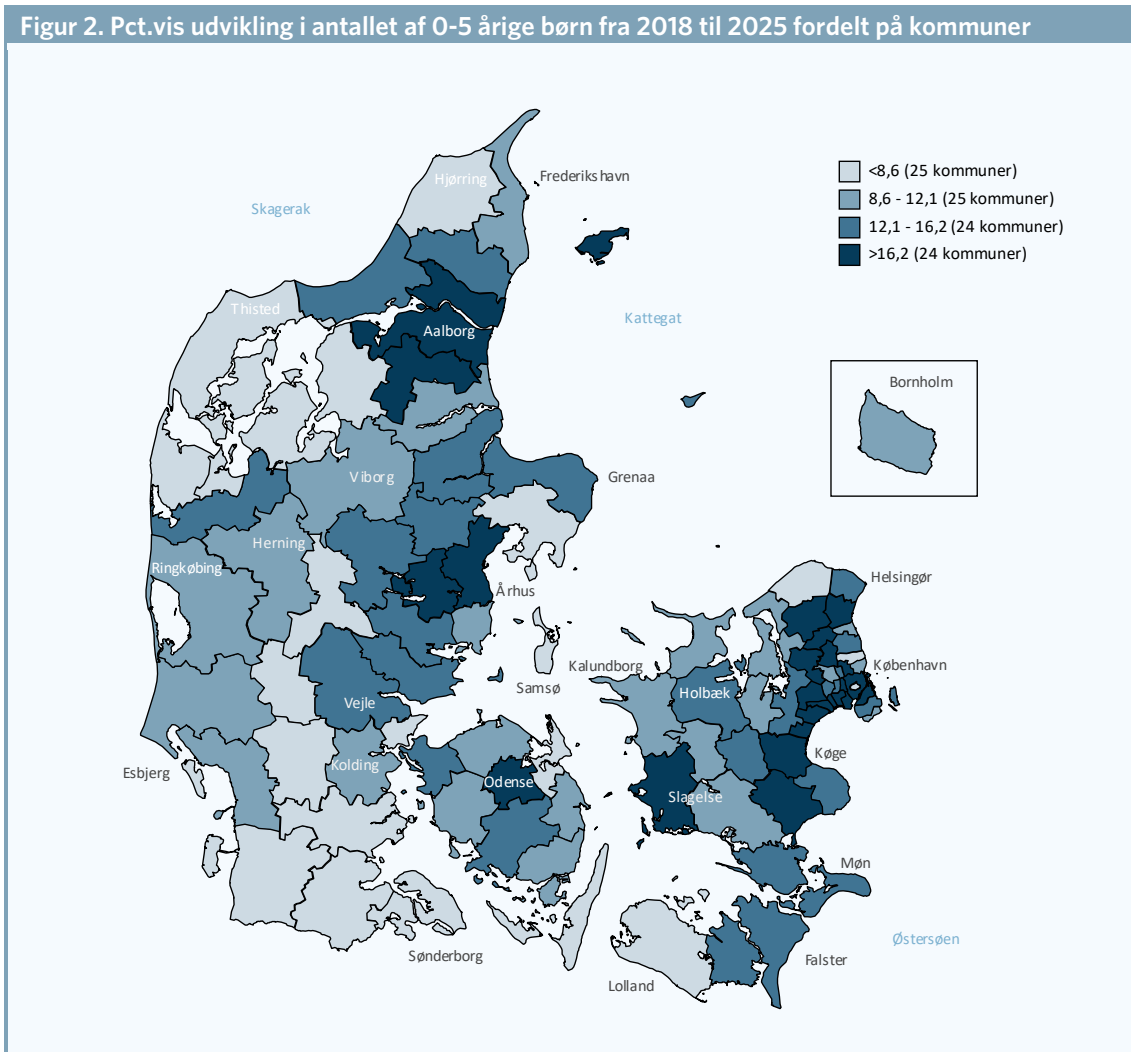 Figur 2. Pct.vis udvikling i antallet af 0-5 årige børn fra 2018 til 2025 fordelt på kommuner
<8,6 (25 kommuner)
8,6 - 12,1 (25 kommuner)
12,1 - 16,2 (24 kommuner)
>16,2 (24 kommuner)
Hjørring
Frederikshavn
Skagerak
Thisted
Kattegat
Aalborg
Bornholm
Viborg
Grenaa
Herning
Ringkøbing
Århus
Helsingør
Kalundborg
København
Samsø
Holbæk
Vejle
Køge
Esbjerg
Kolding
Odense
Slagelse
Møn
Østersøen
Sønderborg
Falster
Lolland